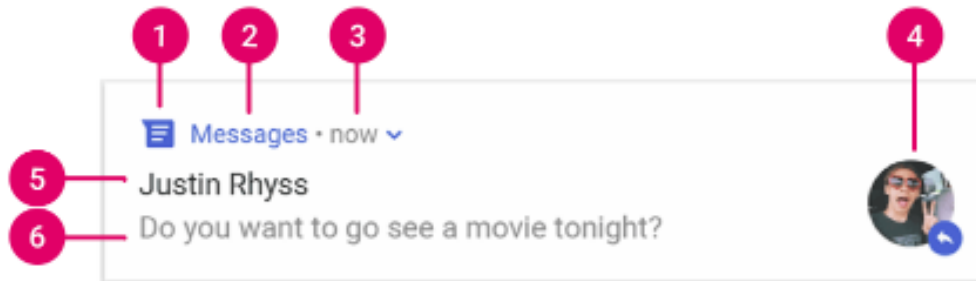 1 2 3 4
Messages • now
5 Justin Rhyss
6 Do you want to go see a movie tonight?